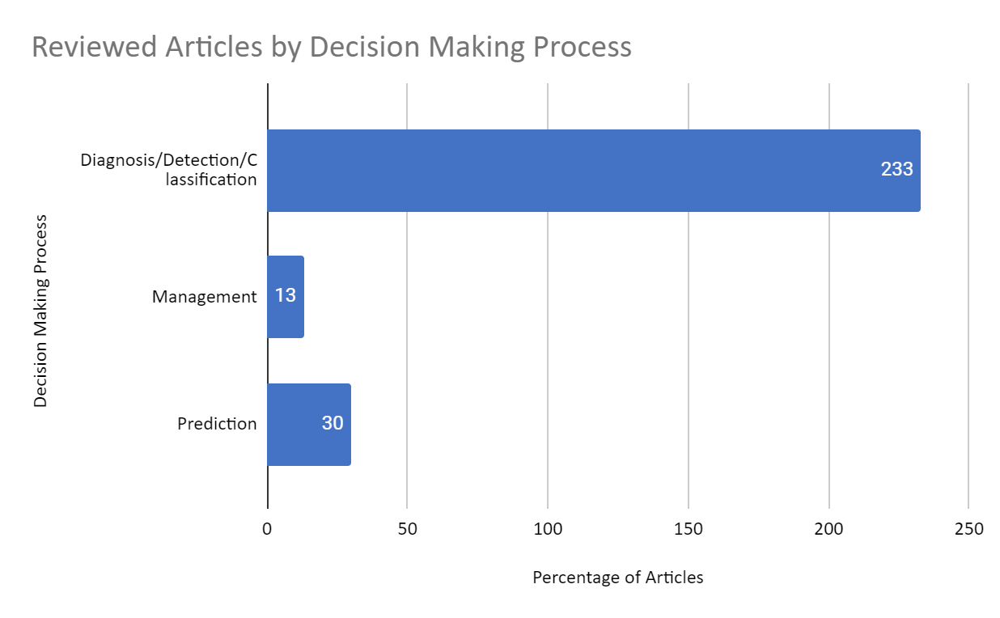 Reviewed Articles by Decision Making Process
Decision Making Process
Diagnosis/Detection/C
lassification
233
Management
13
Prediction
30
0 50 100 150 200 250
Percentage of Articles